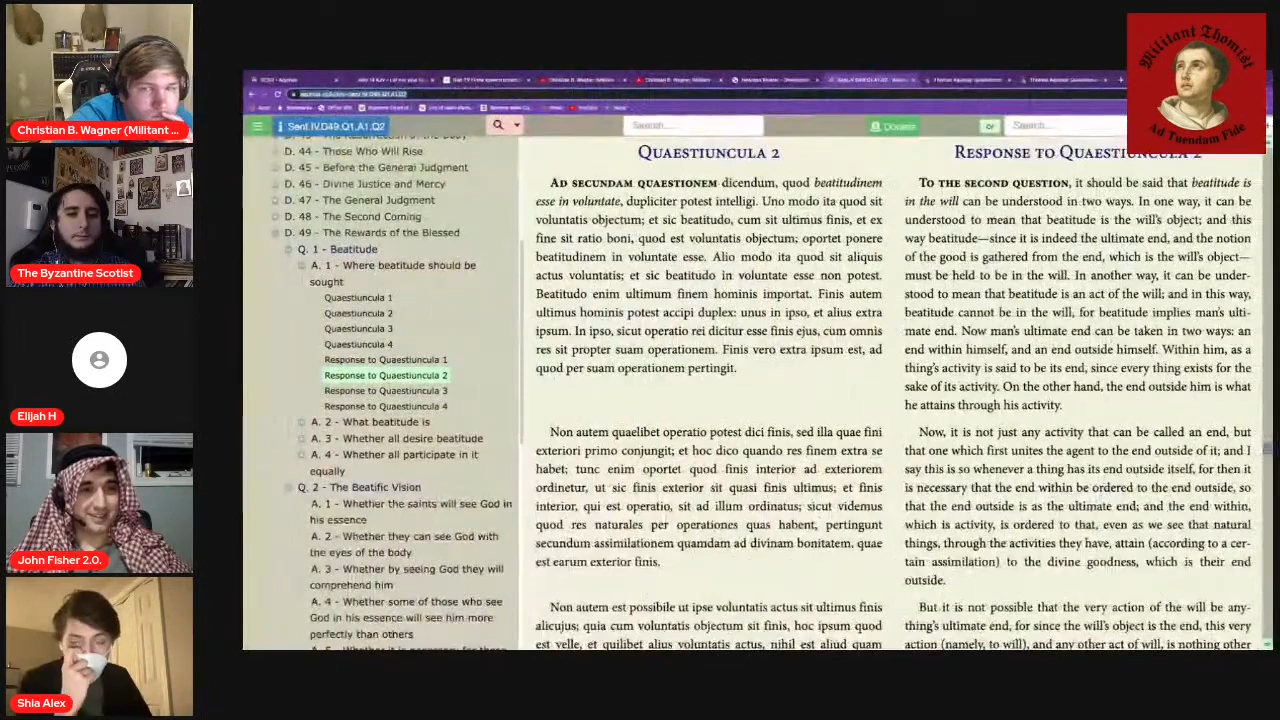 Christian B. Wagner (Militant ...
The Byzantine Scotist
Elijah H
John Fisher 2.0.
Shia Alex
Militant Thomist
Ad Tuendam Fide
Sent.IV.D49.Q1.A1.Q2
Search...
Donate
or
Search...
D. 44 - Those Who Will Rise
D. 45 - Before the General Judgment
D. 46 - Divine Justice and Mercy
D. 47 - The General Judgment
D. 48 - The Second Coming
D. 49 - The Rewards of the Blessed
Q. 1 - Beatitude
A. 1 - Where beatitude should be
sought
Quaestiuncula 1
Quaestiuncula 2
Quaestiuncula 3
Quaestiuncula 4
Response to Quaestiuncula 1
Response to Quaestiuncula 2
Response to Quaestiuncula 3
Response to Quaestiuncula 4
A. 2 - What beatitude is
A. 3 - Whether all desire beatitude
A. 4 - Whether all participate in it
equally
Q. 2 - The Beatific Vision
A. 1 - Whether the saints will see God in
his essence
A. 2 - Whether they can see God with
the eyes of the body
A. 3 - Whether by seeing God they will
comprehend him
A. 4 - Whether some of those who see
God in his essence will see him more
perfectly than others
QUAESTIUNCULA 2
AD SECUNDAM QUAESTIONEM dicendum, quod beatitudinem
esse in voluntate, dupliciter potest intelligi. Uno modo ita quod sit
voluntatis objectum; et sic beatitudo, cum sit ultimus finis, et ex
fine sit ratio boni, quod est voluntatis objectum; oportet ponere
beatitudinem in voluntate esse. Alio modo ita quod sit aliquis
actus voluntatis; et sic beatitudo in voluntate esse non potest.
Beatitudo enim ultimum finem hominis importat. Finis autem
ultimus hominis potest accipi duplex: unus in ipso, et alius extra
ipsum. In ipso, sicut operatio rei dicitur esse finis ejus, cum omnis
res sit propter suam operationem. Finis vero extra ipsum est, ad
quod per suam operationem pertingit.
Non autem quaelibet operatio potest dici finis, sed illa quae fini
exteriori primo conjungit; et hoc dico quando res finem extra se
habet; tunc enim oportet quod finis interior ad exteriorem
ordinetur, ut sic finis exterior sit quasi finis ultimus; et finis
interior, qui est operatio, sit ad illum ordinatus; sicut videmus
quod res naturales per operationes quas habent, pertingunt
secundum assimilationem quamdam ad divinam bonitatem, quae
est earum exterior finis.
Non autem est possibile ut ipse voluntatis actus sit ultimus finis
alicujus; quia cum voluntatis objectum sit finis, hoc ipsum quod
est velle, et quilibet alius voluntatis actus, nihil est aliud quam
RESPONSE TO QUAESTIUNCULA 2
TO THE SECOND QUESTION, it should be said that beatitude is
in the will can be understood in two ways. In one way, it can be
understood to mean that beatitude is the will's object; and this
way beatitude—since it is indeed the ultimate end, and the notion
of the good is gathered from the end, which is the will's object—
must be held to be in the will. In another way, it can be under-
stood to mean that beatitude is an act of the will; and in this way,
beatitude cannot be in the will, for beatitude implies man's ulti-
mate end. Now man's ultimate end can be taken in two ways: an
end within himself, and an end outside himself. Within him, as a
thing's activity is said to be its end, since every thing exists for the
sake of its activity. On the other hand, the end outside him is what
he attains through his activity.
Now, it is not just any activity that can be called an end, but
that one which first unites the agent to the end outside of it; and I
say this is so whenever a thing has its end outside itself, for then it
is necessary that the end within be ordered to the end outside, so
that the end outside is as the ultimate end; and the end within,
which is activity, is ordered to that, even as we see that natural
things, through the activities they have, attain (according to a cer-
tain assimilation) to the divine goodness, which is their end
outside.
But it is not possible that the very action of the will be any-
thing's ultimate end, for since the will's object is the end, this very
action (namely, to will), and any other act of will, is nothing other